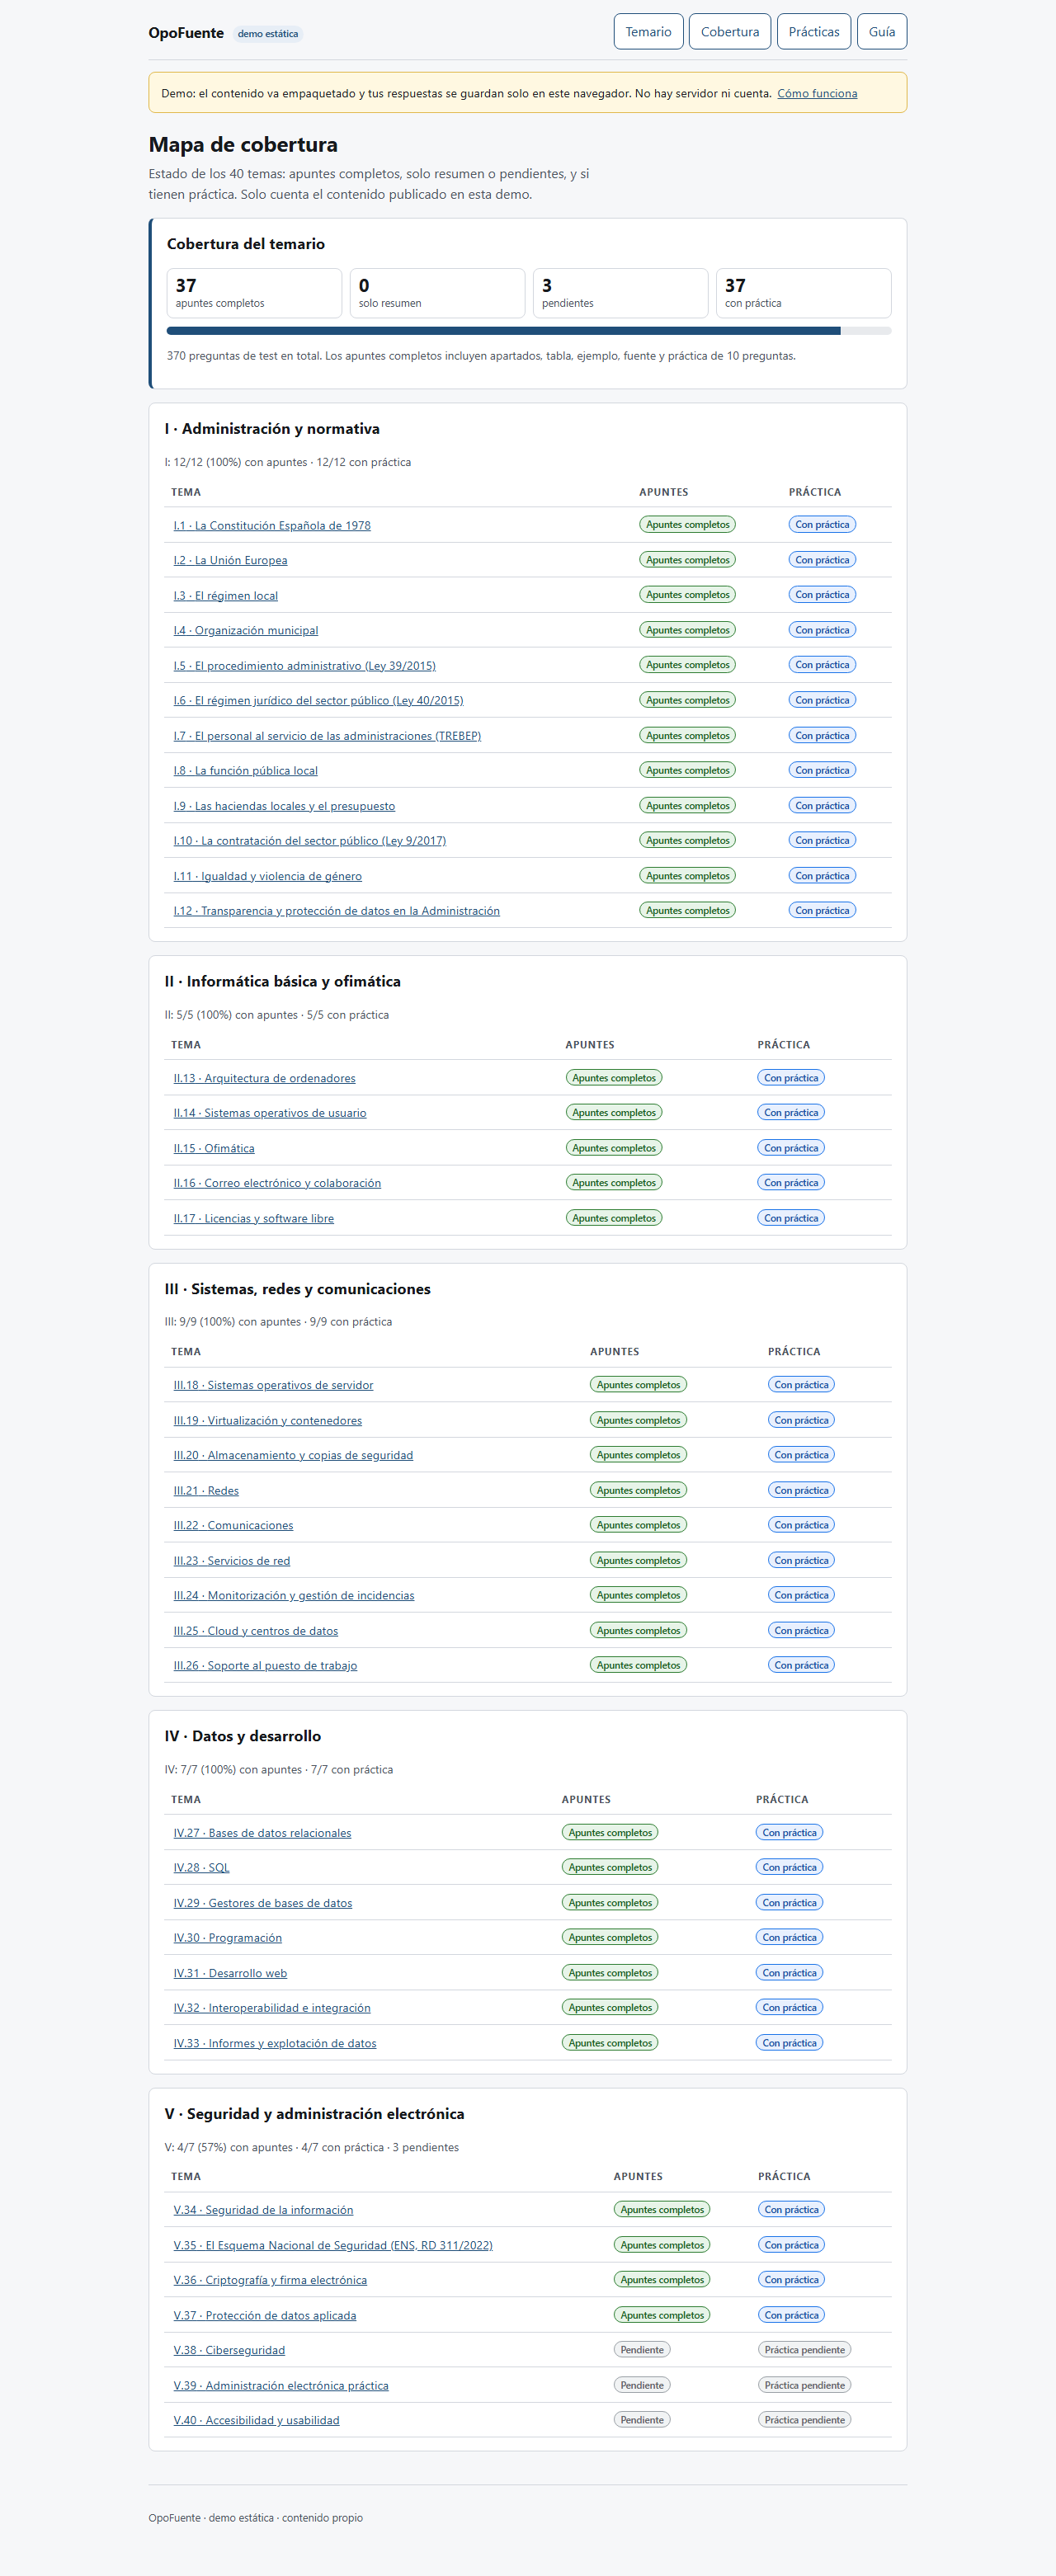 OpoFuente demo estática Temario Cobertura Prácticas Guía
Demo: el contenido va empaquetado y tus respuestas se guardan solo en este navegador. No hay servidor ni cuenta. Cómo funciona
Mapa de cobertura
Estado de los 40 temas: apuntes completos, solo resumen o pendientes, y si
tienen práctica. Solo cuenta el contenido publicado en esta demo.
Cobertura del temario
37 0 3 37
apuntes completos solo resumen pendientes con práctica
370 preguntas de test en total. Los apuntes completos incluyen apartados, tabla, ejemplo, fuente y práctica de 10 preguntas.
I · Administración y normativa
I: 12/12 (100%) con apuntes · 12/12 con práctica
TEMA APUNTES PRÁCTICA
I.1 · La Constitución Española de 1978 Apuntes completos Con práctica
I.2 · La Unión Europea Apuntes completos Con práctica
I.3 · El régimen local Apuntes completos Con práctica
I.4 · Organización municipal Apuntes completos Con práctica
I.5 · El procedimiento administrativo (Ley 39/2015) Apuntes completos Con práctica
I.6 · El régimen jurídico del sector público (Ley 40/2015) Apuntes completos Con práctica
I.7 · El personal al servicio de las administraciones (TREBEP) Apuntes completos Con práctica
I.8 · La función pública local Apuntes completos Con práctica
I.9 · Las haciendas locales y el presupuesto Apuntes completos Con práctica
I.10 · La contratación del sector público (Ley 9/2017) Apuntes completos Con práctica
I.11 · Igualdad y violencia de género Apuntes completos Con práctica
I.12 · Transparencia y protección de datos en la Administración Apuntes completos Con práctica
II · Informática básica y ofimática
II: 5/5 (100%) con apuntes · 5/5 con práctica
TEMA APUNTES PRÁCTICA
II.13 · Arquitectura de ordenadores Apuntes completos Con práctica
II.14 · Sistemas operativos de usuario Apuntes completos Con práctica
II.15 · Ofimática Apuntes completos Con práctica
II.16 · Correo electrónico y colaboración Apuntes completos Con práctica
II.17 · Licencias y software libre Apuntes completos Con práctica
III · Sistemas, redes y comunicaciones
III: 9/9 (100%) con apuntes · 9/9 con práctica
TEMA APUNTES PRÁCTICA
III.18 · Sistemas operativos de servidor Apuntes completos Con práctica
III.19 · Virtualización y contenedores Apuntes completos Con práctica
III.20 · Almacenamiento y copias de seguridad Apuntes completos Con práctica
III.21 · Redes Apuntes completos Con práctica
III.22 · Comunicaciones Apuntes completos Con práctica
III.23 · Servicios de red Apuntes completos Con práctica
III.24 · Monitorización y gestión de incidencias Apuntes completos Con práctica
III.25 · Cloud y centros de datos Apuntes completos Con práctica
III.26 · Soporte al puesto de trabajo Apuntes completos Con práctica
IV · Datos y desarrollo
IV: 7/7 (100%) con apuntes · 7/7 con práctica
TEMA APUNTES PRÁCTICA
IV.27 · Bases de datos relacionales Apuntes completos Con práctica
IV.28 · SQL Apuntes completos Con práctica
IV.29 · Gestores de bases de datos Apuntes completos Con práctica
IV.30 · Programación Apuntes completos Con práctica
IV.31 · Desarrollo web Apuntes completos Con práctica
IV.32 · Interoperabilidad e integración Apuntes completos Con práctica
IV.33 · Informes y explotación de datos Apuntes completos Con práctica
V · Seguridad y administración electrónica
V: 4/7 (57%) con apuntes · 4/7 con práctica · 3 pendientes
TEMA APUNTES PRÁCTICA
V.34 · Seguridad de la información Apuntes completos Con práctica
V.35 · El Esquema Nacional de Seguridad (ENS, RD 311/2022) Apuntes completos Con práctica
V.36 · Criptografía y firma electrónica Apuntes completos Con práctica
V.37 · Protección de datos aplicada Apuntes completos Con práctica
V.38 · Ciberseguridad Pendiente Práctica pendiente
V.39 · Administración electrónica práctica Pendiente Práctica pendiente
V.40 · Accesibilidad y usabilidad Pendiente Práctica pendiente
OpoFuente · demo estática · contenido propio